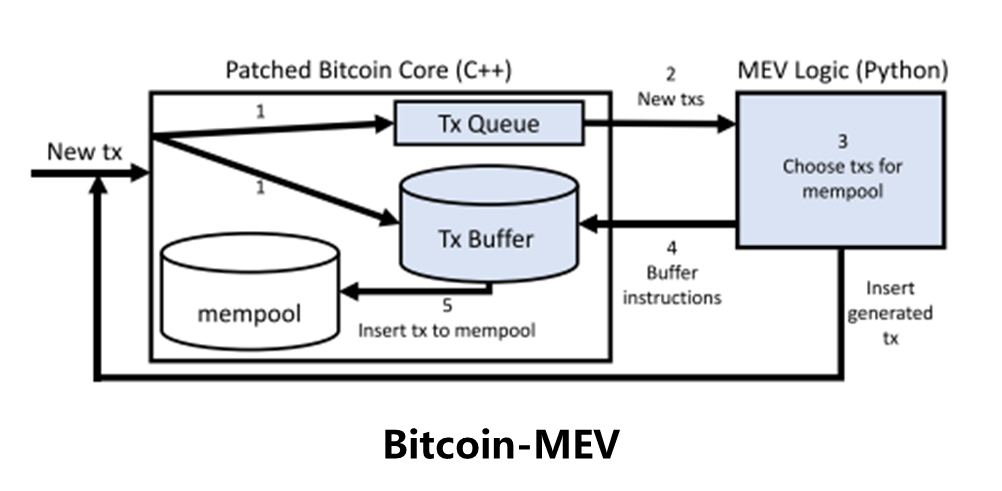 Patched Bitcoin Core (C++)
MEV Logic (Python)
New tx
1
1
Tx Queue
2
New txs
3
Choose txs for
mempool
Tx Buffer
4
Buffer
instructions
mempool
5
Insert tx to mempool
Insert
generated
tx
Bitcoin-MEV